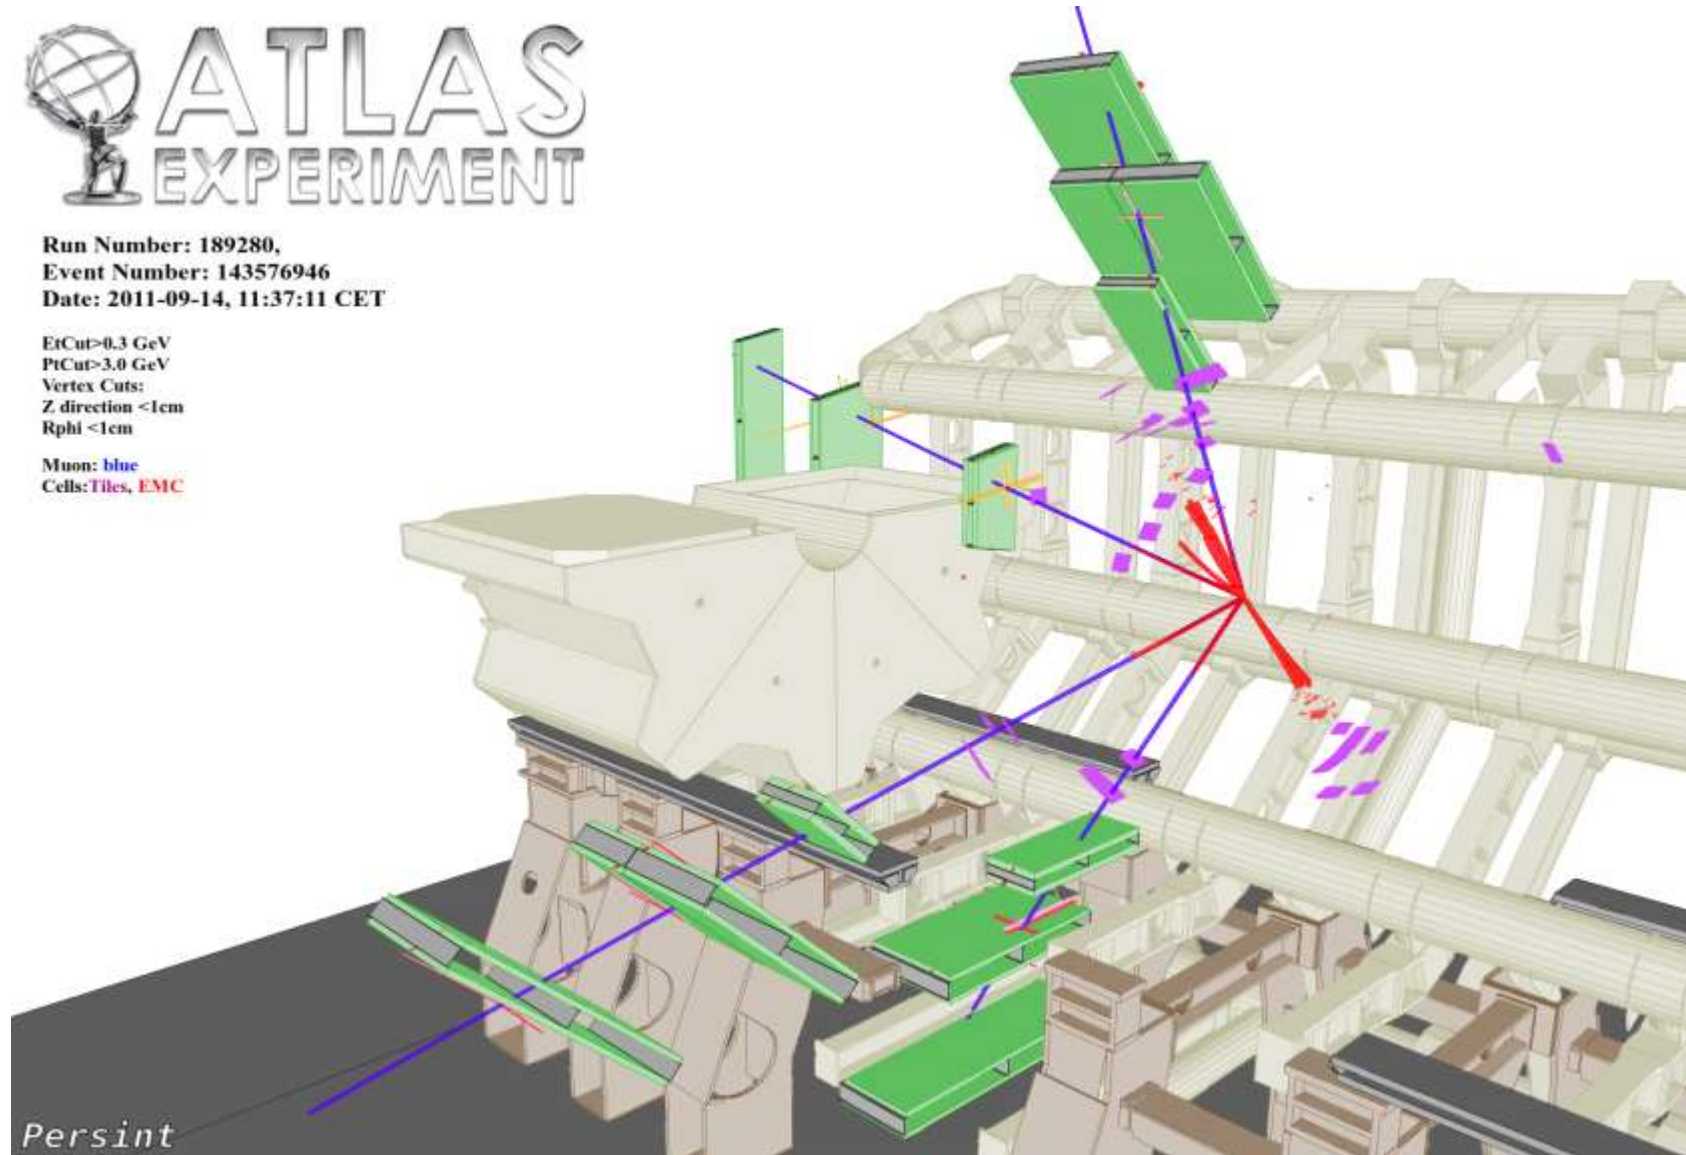 ATLAS
EXPERIMENT
Run Number: 189280,
Event Number: 143576946
Date: 2011-09-14, 11:37:11 CET
EtCut>0.3 GeV
PtCut>3.0 GeV
Vertex Cuts:
Z direction <1cm
Rphi <1cm
Muon: blue
Cells:Tiles, EMC
Persint